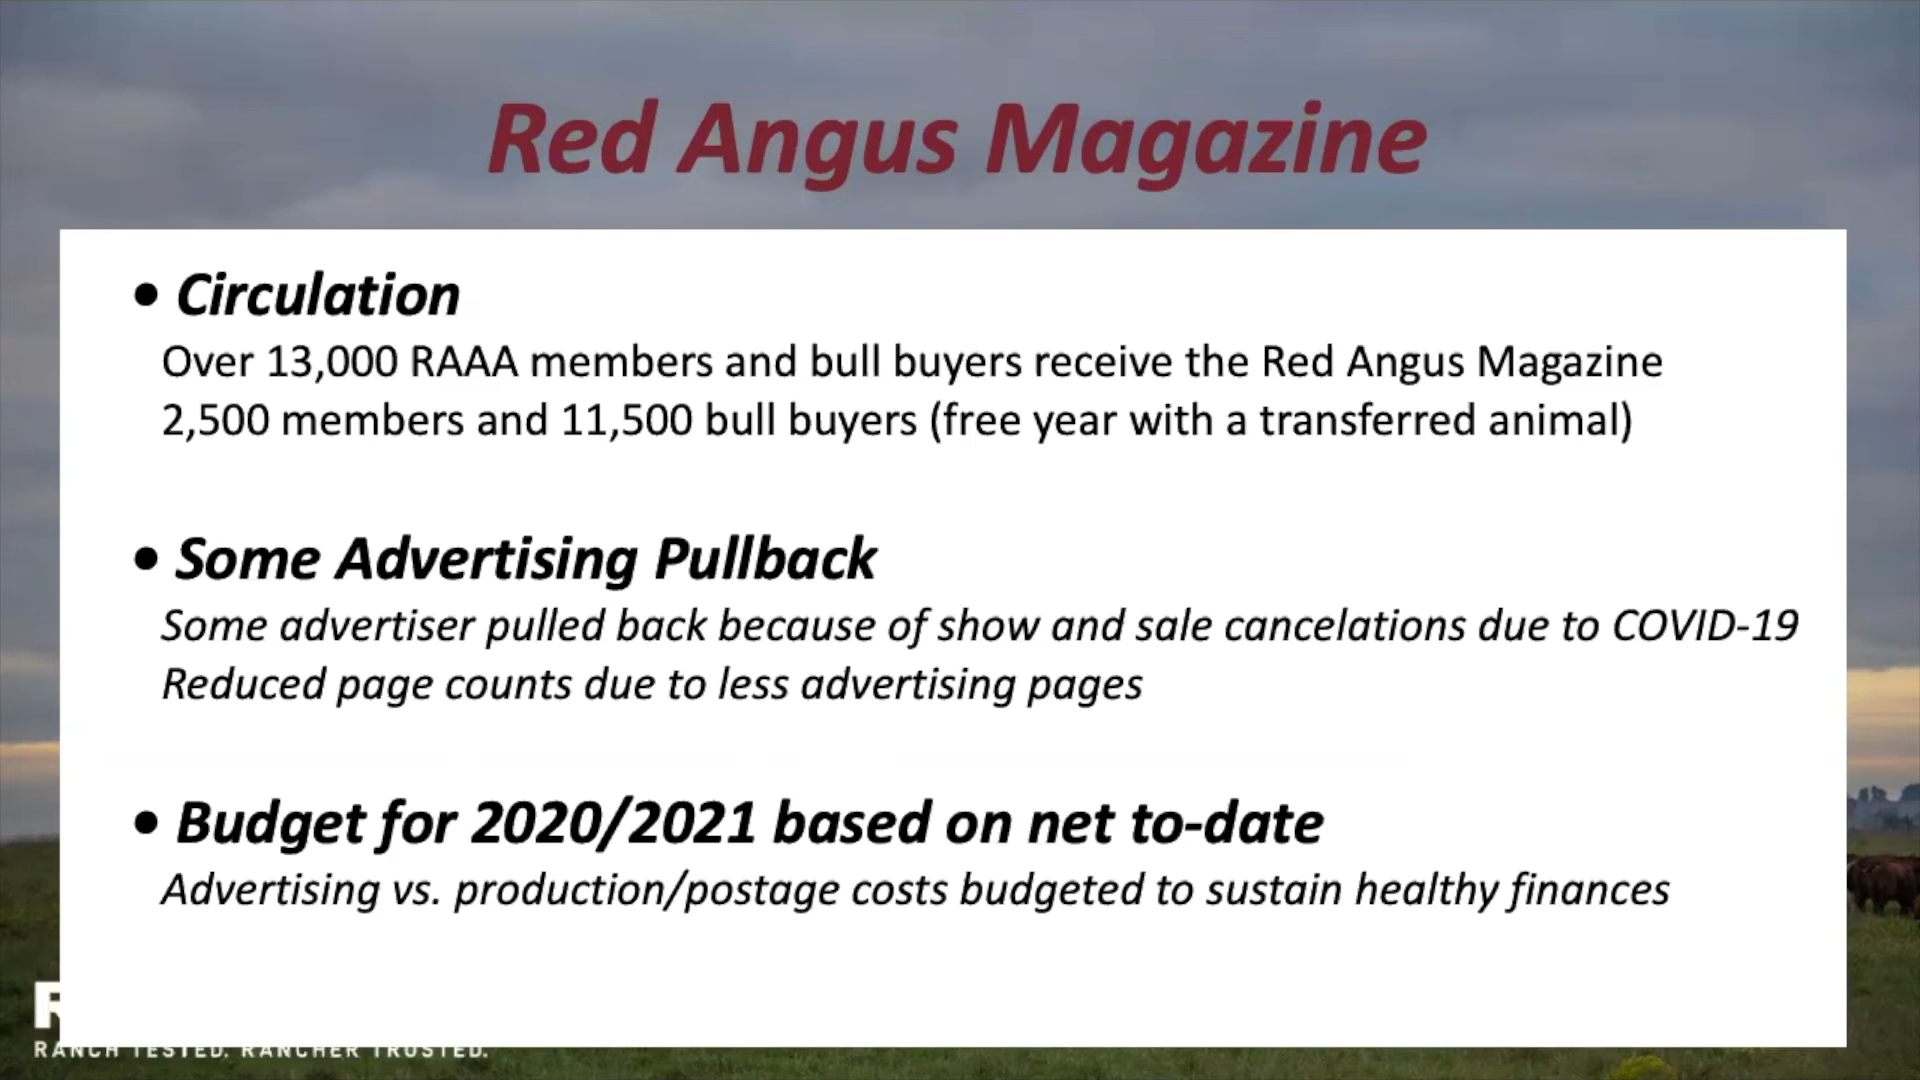 Red Angus Magazine
• Circulation
Over 13,000 RAAA members and bull buyers receive the Red Angus Magazine
2,500 members and 11,500 bull buyers (free year with a transferred animal)
• Some Advertising Pullback
Some advertiser pulled back because of show and sale cancelations due to COVID-19
Reduced page counts due to less advertising pages
• Budget for 2020/2021 based on net to-date
Advertising vs. production/postage costs budgeted to sustain healthy finances
R
RANCH TESTED. RANCHER TRUSTED.